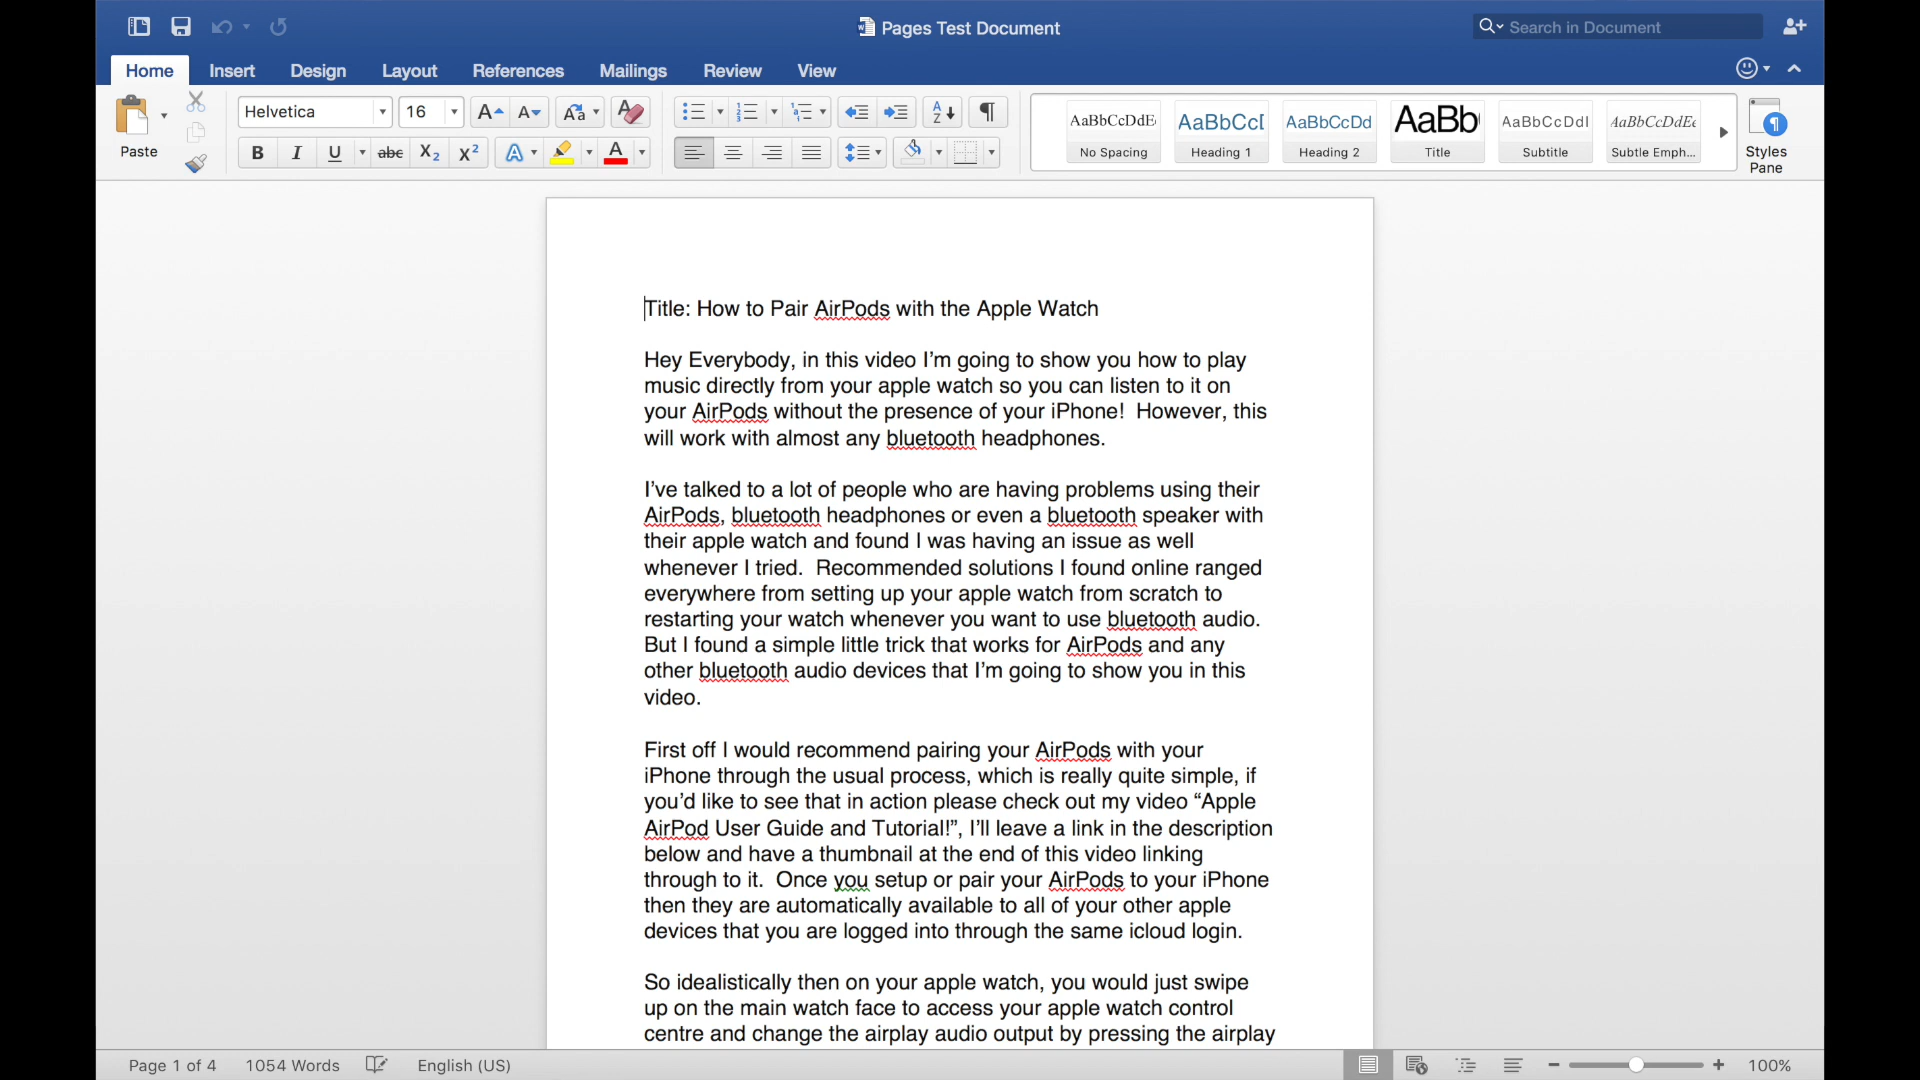 Pages Test Document
Search in Document
Home Insert Design Layout References Mailings Review View
Paste
Helvetica 16
B I U abc X2 X2
AaBbCcDdE No Spacing
AaBbCcD Heading 1
AaBbCcDd Heading 2
AaBb Title
AaBbCcDdI Subtitle
AaBbCcDdEe Subtle Emph...
Styles
Pane
Title: How to Pair AirPods with the Apple Watch
Hey Everybody, in this video I’m going to show you how to play
music directly from your apple watch so you can listen to it on
your AirPods without the presence of your iPhone!  However, this
will work with almost any bluetooth headphones.
I’ve talked to a lot of people who are having problems using their
AirPods, bluetooth headphones or even a bluetooth speaker with
their apple watch and found I was having an issue as well
whenever I tried.  Recommended solutions I found online ranged
everywhere from setting up your apple watch from scratch to
restarting your watch whenever you want to use bluetooth audio.
But I found a simple little trick that works for AirPods and any
other bluetooth audio devices that I’m going to show you in this
video.
First off I would recommend pairing your AirPods with your
iPhone through the usual process, which is really quite simple, if
you’d like to see that in action please check out my video “Apple
AirPod User Guide and Tutorial!”, I’ll leave a link in the description
below and have a thumbnail at the end of this video linking
through to it.  Once you setup or pair your AirPods to your iPhone
then they are automatically available to all of your other apple
devices that you are logged into through the same icloud login.
So idealistically then on your apple watch, you would just swipe
up on the main watch face to access your apple watch control
centre and change the airplay audio output by pressing the airplay
Page 1 of 4 1054 Words English (US) 100%